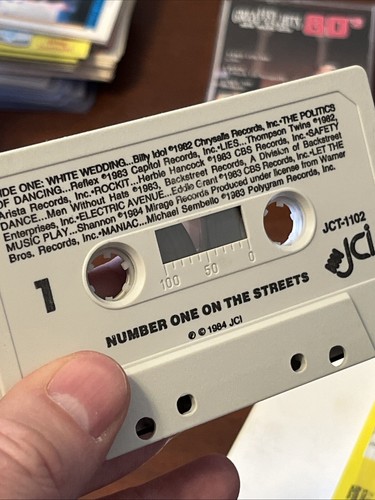 GREATEST HITS 80's
IDE ONE: WHITE WEDDING...Billy Idol ©1982 Chrysalis Records, Inc.•THE POLITICS
OF DANCING...Reflex ©1983 Capitol Records, Inc.•LIES...Thompson Twins ©1982,
Arista Records, Inc.•ROCKIT...Herbie Hancock ©1983 CBS Records, Inc.•SAFETY
DANCE...Men Without Hats ©1983, Backstreet Records, A Division of Backstreet
Enterprises, Inc.•ELECTRIC AVENUE...Eddie Grant ©1983 CBS Records, Inc.•LET THE
MUSIC PLAY...Shannon ©1984 Mirage Records Produced under license from Warner
Bros. Records, Inc.•MANIAC...Michael Sembello ©1983 Polygram Records, Inc.
JCT-1102
JCI
1
100 50 0
NUMBER ONE ON THE STREETS
℗ © 1984 JCI